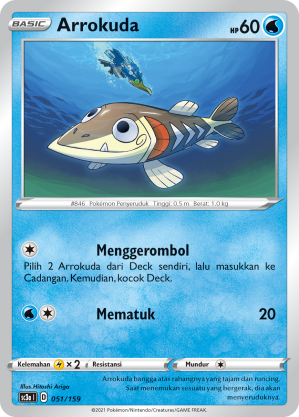 BASIC Arrokuda HP60
#846 Pokémon Penyeruduk Tinggi: 0.5 m Berat: 1.0 kg
Menggerombol
Pilih 2 Arrokuda dari Deck sendiri, lalu masukkan ke
Cadangan. Kemudian, kocok Deck.
Mematuk 20
Kelemahan ×2 Resistansi Mundur
Illus. Hitoshi Ariga
sc3a I D 051/159
Ia bangga atas rahangnya yang tajam dan runcing.
Saat menemukan sesuatu yang bergerak, dia akan
menyeruduknya.
©2021 Pokémon/Nintendo/Creatures/GAME FREAK.